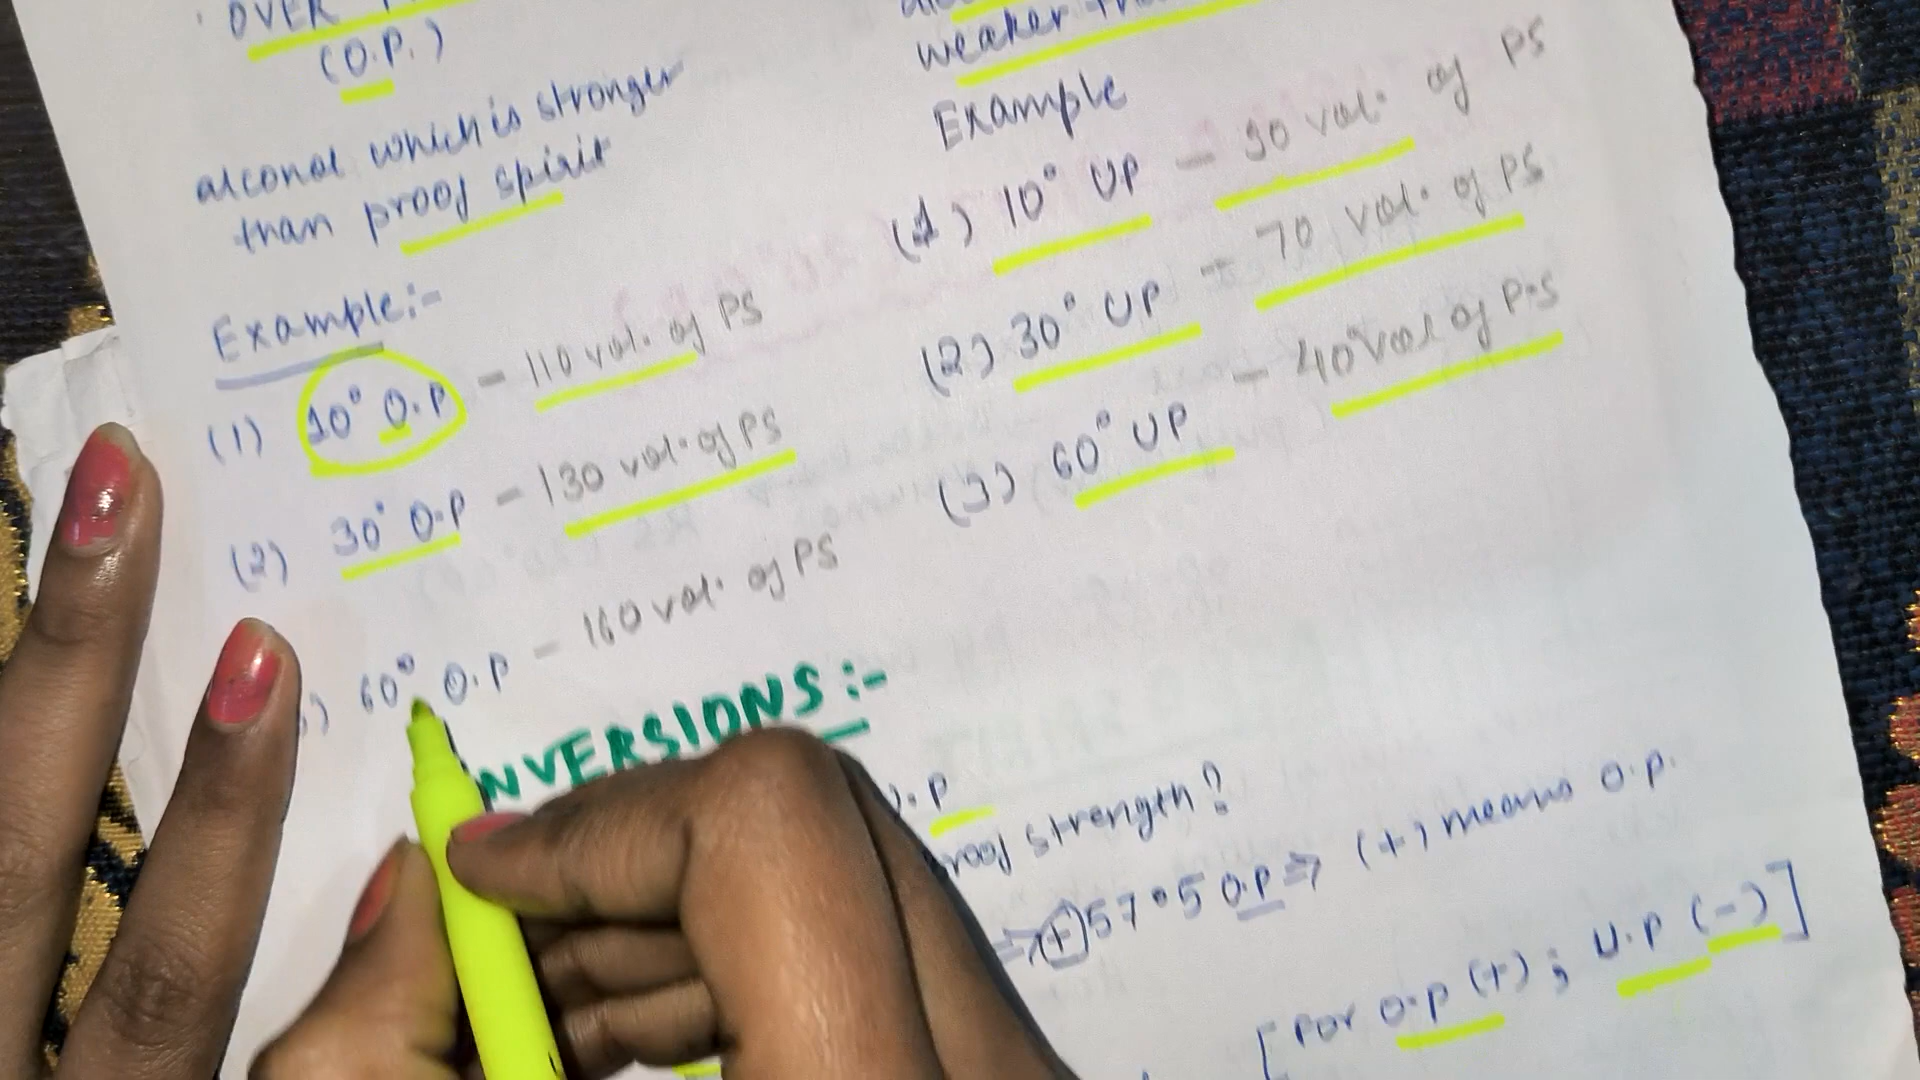 OVER
(O.P.)
alcohol which is stronger
than proof spirit
Example:-
(1) 10° O.P - 110 vol. of PS
(2) 30° O.P - 130 vol. of PS
) 60° O.P - 160 vol. of PS
weaker
Example
(1) 10° UP - 90 vol. of PS
(2) 30° UP - 70 vol. of PS
(3) 60° UP - 40 vol of P.S
NVERSIONS:-
.P
roof strength?
⇒ (+) 57.5 O.P ⇒ (+) means O.P.
[For O.P (+) ; U.P (-)]